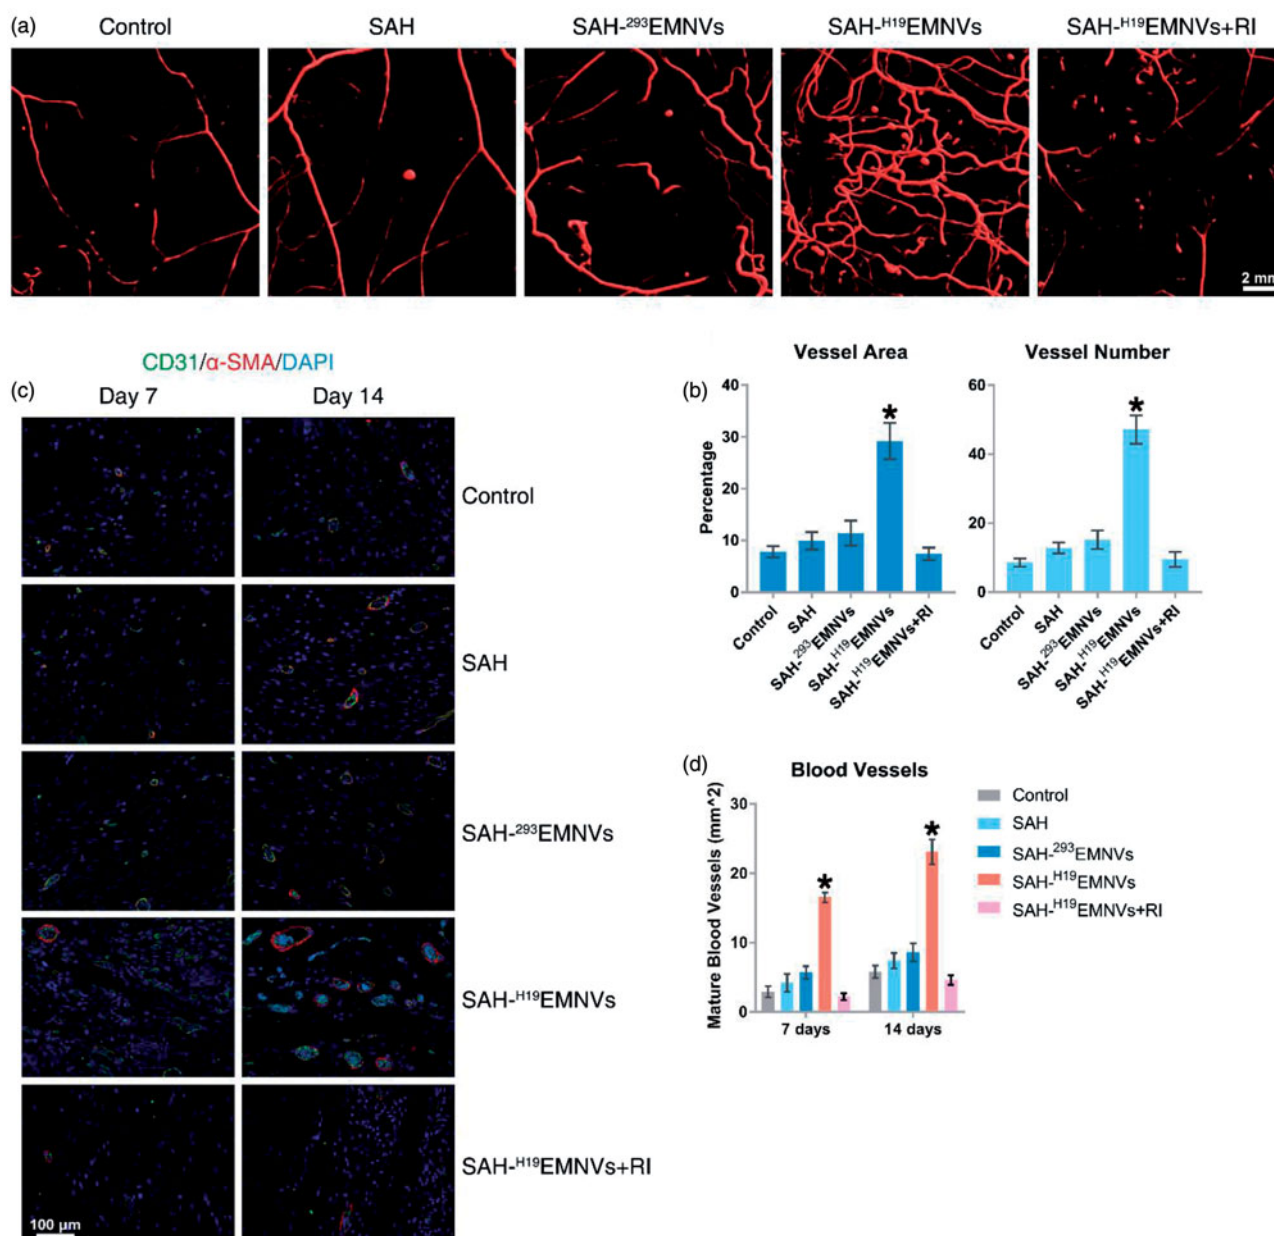 (a)
Control
SAH
SAH-²⁹³EMNVs
SAH-ᴴ¹⁹EMNVs
SAH-ᴴ¹⁹EMNVs+RI
2 mm
(c)
CD31/α-SMA/DAPI
Day 7
Day 14
Control
SAH
SAH-²⁹³EMNVs
SAH-ᴴ¹⁹EMNVs
SAH-ᴴ¹⁹EMNVs+RI
100 μm
(b)
Vessel Area
Percentage
40
30
20
10
0
Control
SAH
SAH-²⁹³EMNVs
SAH-ᴴ¹⁹EMNVs
SAH-ᴴ¹⁹EMNVs+RI
*
Vessel Number
60
40
20
0
Control
SAH
SAH-²⁹³EMNVs
SAH-ᴴ¹⁹EMNVs
SAH-ᴴ¹⁹EMNVs+RI
*
(d)
Blood Vessels
Mature Blood Vessels (mm^2)
30
20
10
0
*
*
7 days
14 days
Control
SAH
SAH-²⁹³EMNVs
SAH-ᴴ¹⁹EMNVs
SAH-ᴴ¹⁹EMNVs+RI